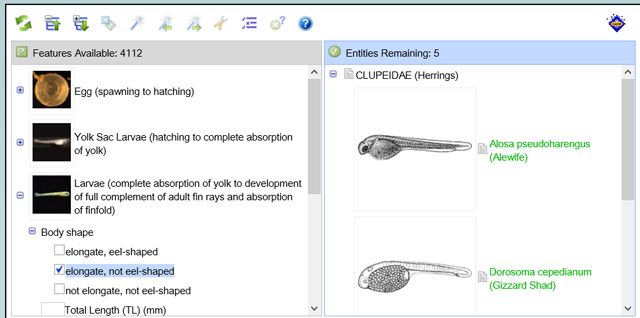 Features Available: 4112
Egg (spawning to hatching)
Yolk Sac Larvae (hatching to complete absorption
of yolk)
Larvae (complete absorption of yolk to development
of full complement of adult fin rays and absorption
of finfold)
Body shape
elongate, eel-shaped
elongate, not eel-shaped
not elongate, not eel-shaped
Total Length (TL) (mm)
Entities Remaining: 5
CLUPEIDAE (Herrings)
Alosa pseudoharengus
(Alewife)
Dorosoma cepedianum
(Gizzard Shad)